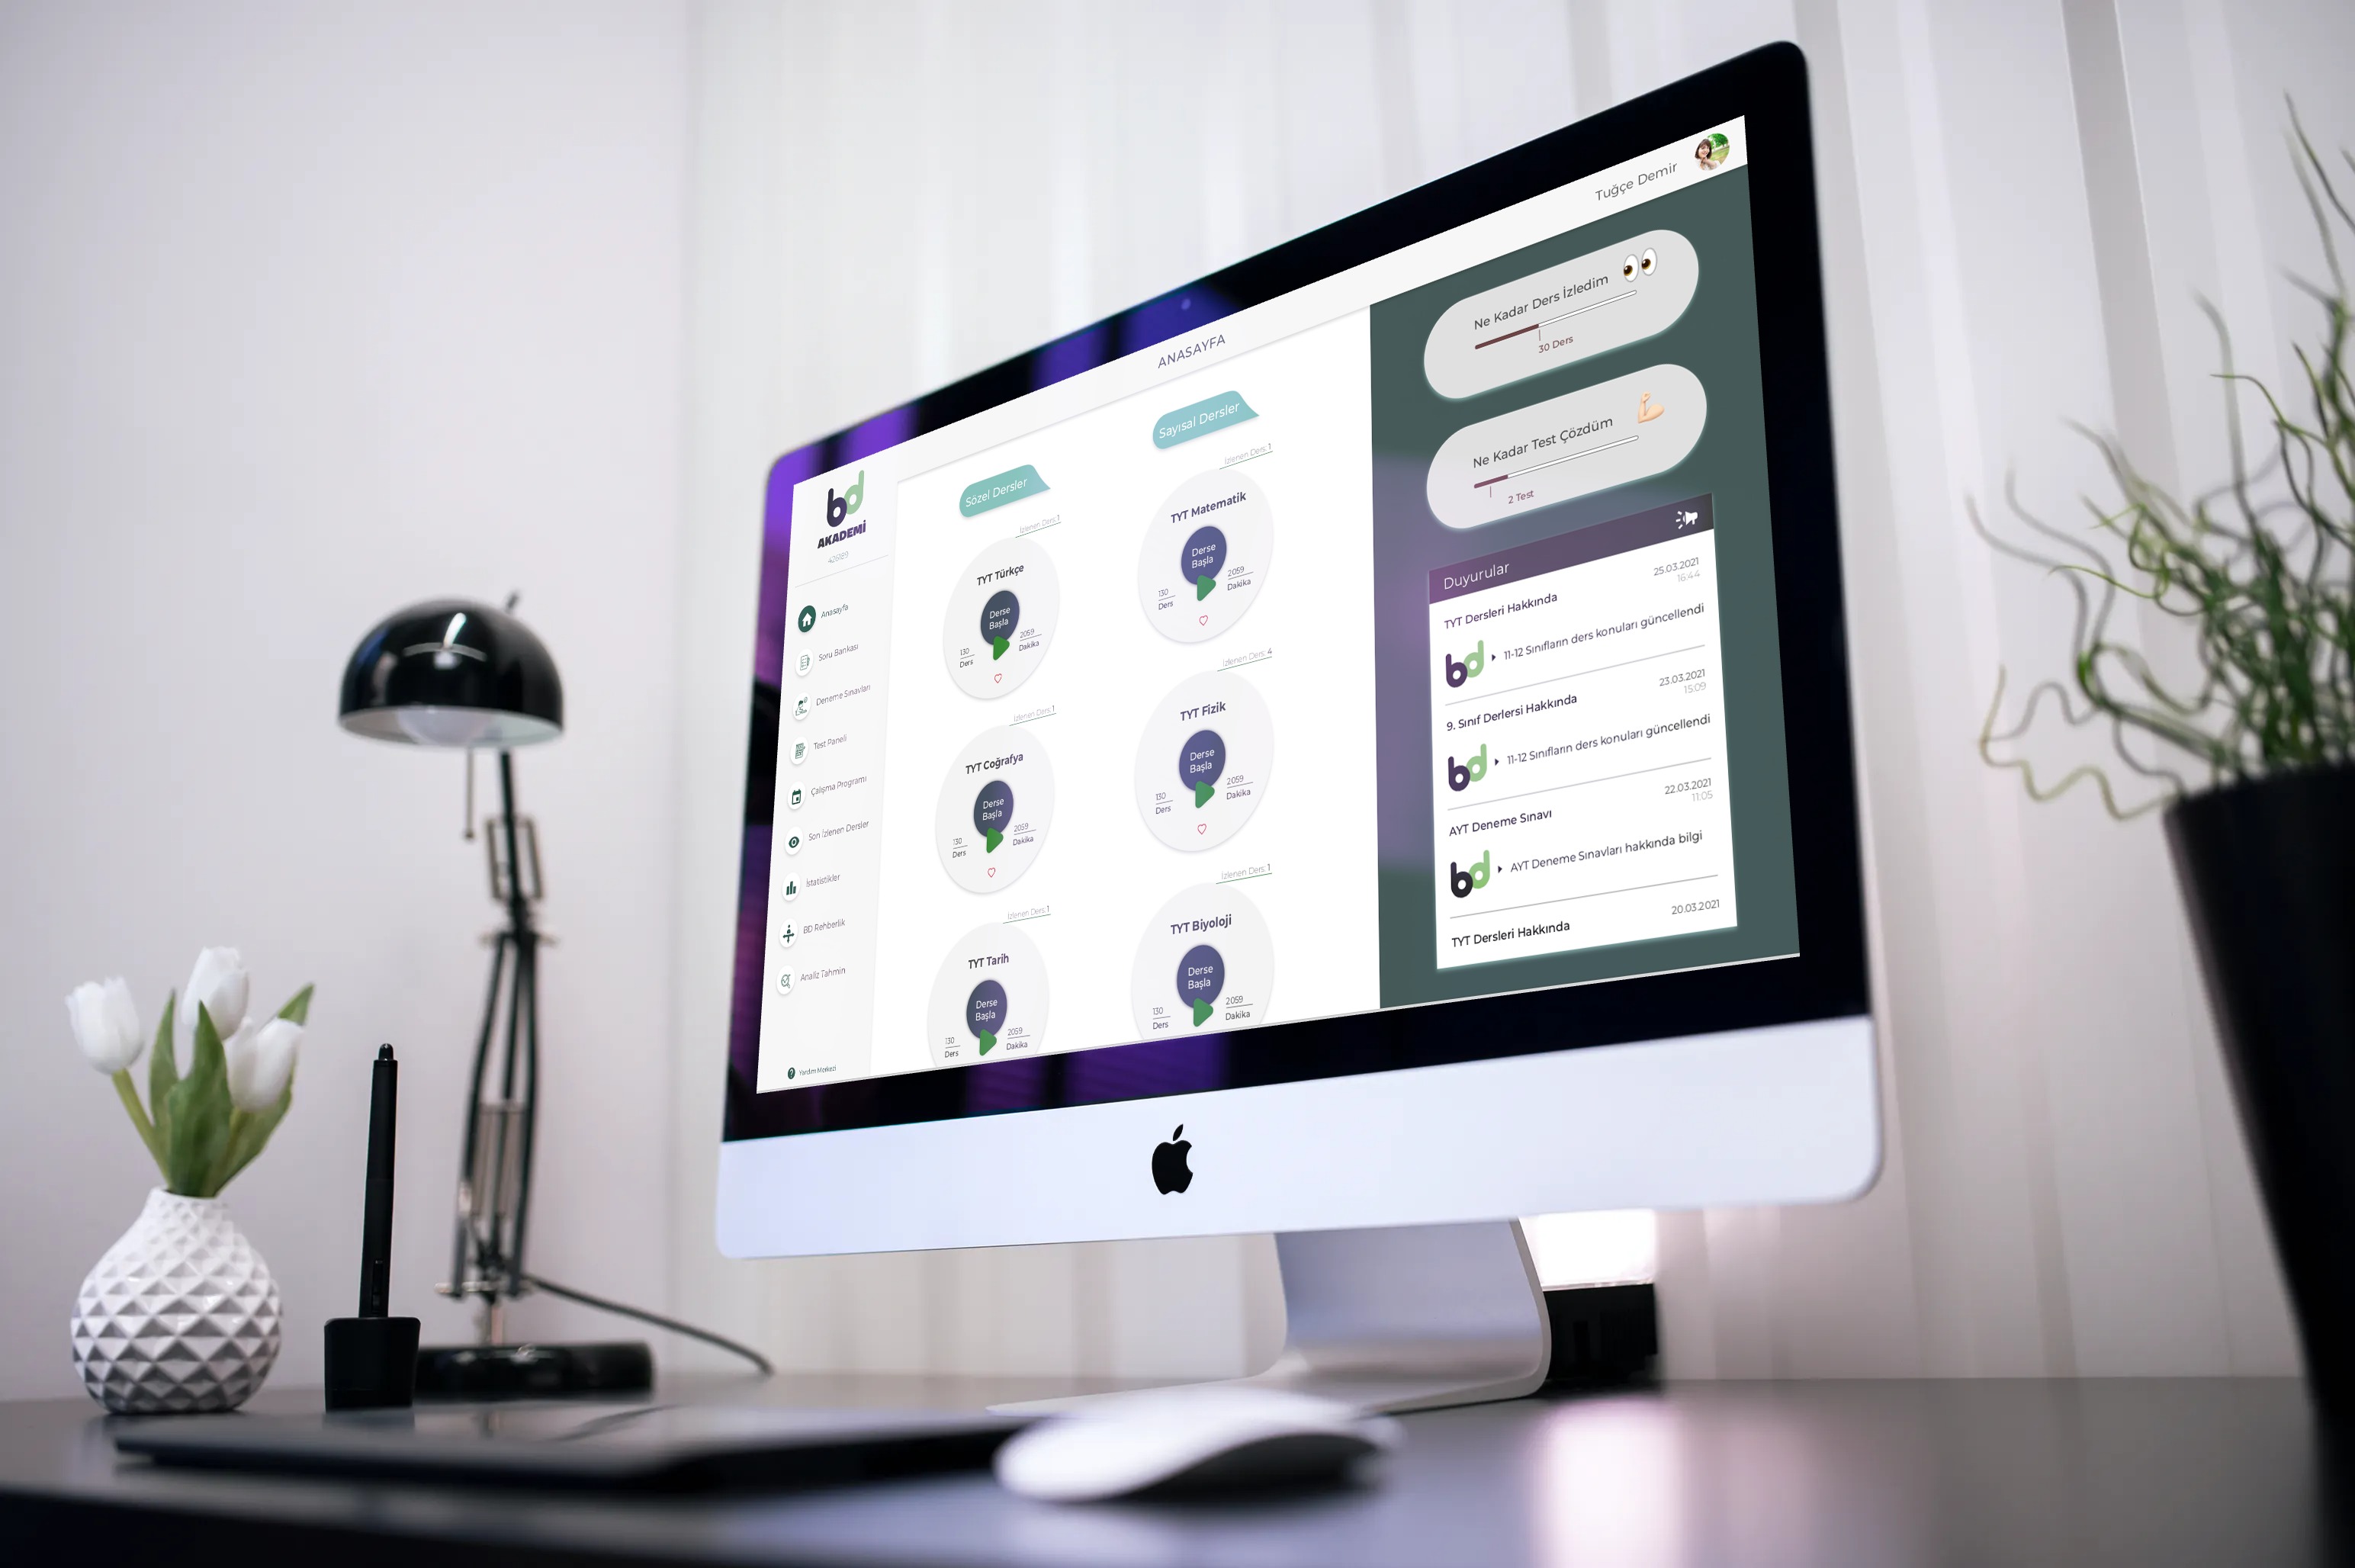 Tuğçe Demir
ANASAYFA
bd
AKADEMİ
Anasayfa
Soru Bankası
Deneme Sınavları
Test Paneli
Çalışma Programı
Son İzlenen Dersler
İstatistikler
BD Rehberlik
Analiz Tahmin
Yardım Merkezi
Sözel Dersler
İzlenen Ders: 1
TYT Türkçe
Derse
Başla
130
Ders
2059
Dakika
İzlenen Ders: 1
TYT Coğrafya
Derse
Başla
130
Ders
2059
Dakika
İzlenen Ders: 1
TYT Tarih
Derse
Başla
130
Ders
2059
Dakika
Sayısal Dersler
İzlenen Ders: 1
TYT Matematik
Derse
Başla
130
Ders
2059
Dakika
İzlenen Ders: 4
TYT Fizik
Derse
Başla
130
Ders
2059
Dakika
İzlenen Ders: 1
TYT Biyoloji
Derse
Başla
130
Ders
2059
Dakika
Ne Kadar Ders İzledim
30 Ders
Ne Kadar Test Çözdüm
2 Test
Duyurular
25.03.2021
16:44
TYT Dersleri Hakkında
bd 11-12 Sınıfların ders konuları güncellendi
23.03.2021
15:09
9. Sınıf Derlersi Hakkında
bd 11-12 Sınıfların ders konuları güncellendi
22.03.2021
11:05
AYT Deneme Sınavı
bd AYT Deneme Sınavları hakkında bilgi
20.03.2021
TYT Dersleri Hakkında